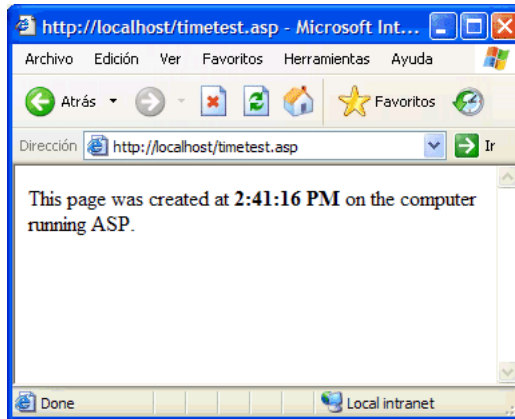 http://localhost/timetest.asp - Microsoft Int...
Archivo Edición Ver Favoritos Herramientas Ayuda
Atrás Favoritos
Dirección http://localhost/timetest.asp Ir
This page was created at 2:41:16 PM on the computer
running ASP.
Done Local intranet